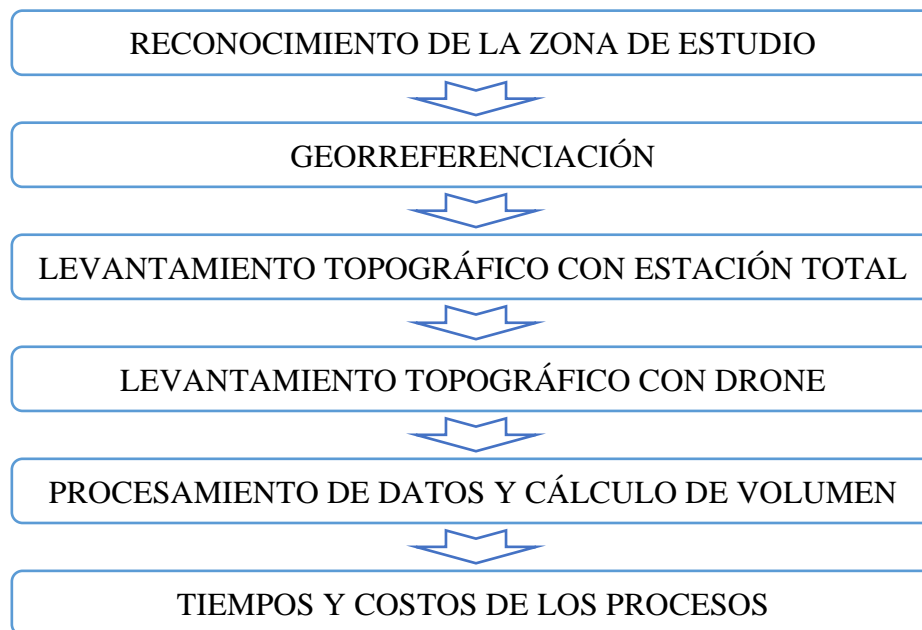 RECONOCIMIENTO DE LA ZONA DE ESTUDIO
GEORREFERENCIACIÓN
LEVANTAMIENTO TOPOGRÁFICO CON ESTACIÓN TOTAL
LEVANTAMIENTO TOPOGRÁFICO CON DRONE
PROCESAMIENTO DE DATOS Y CÁLCULO DE VOLUMEN
TIEMPOS Y COSTOS DE LOS PROCESOS